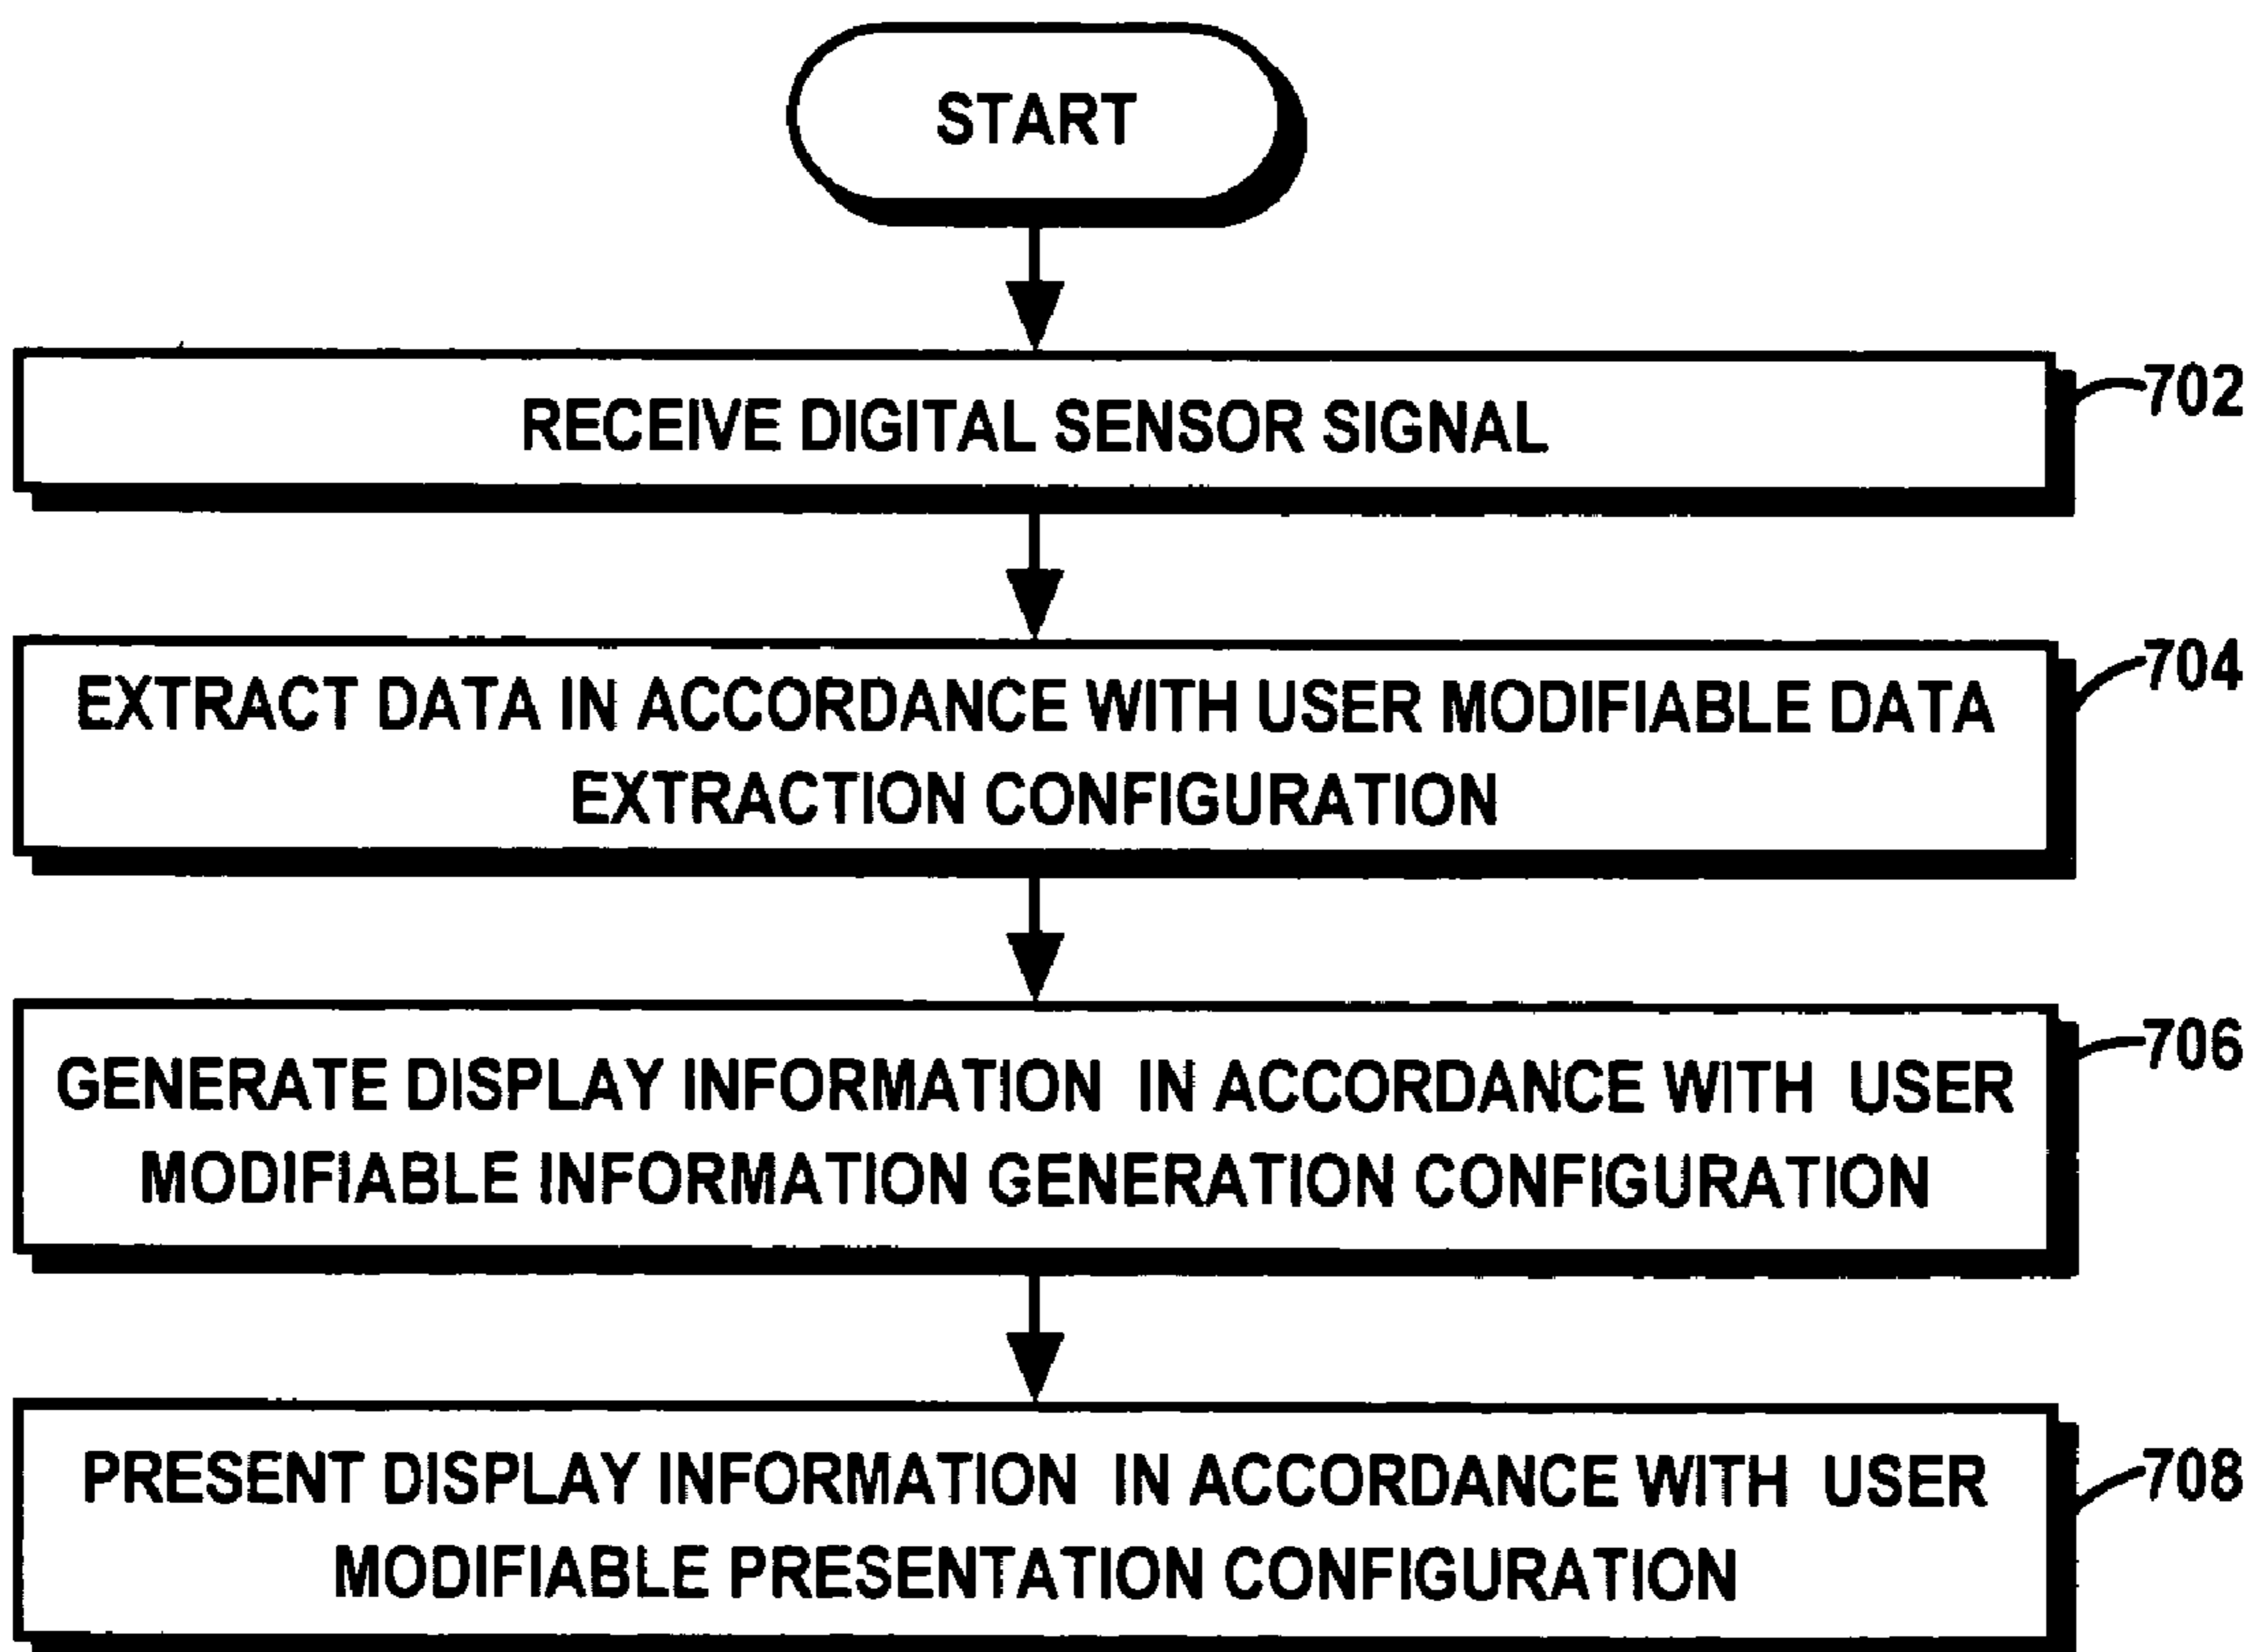 START
RECEIVE DIGITAL SENSOR SIGNAL
702
EXTRACT DATA IN ACCORDANCE WITH USER MODIFIABLE DATA
EXTRACTION CONFIGURATION
704
GENERATE DISPLAY INFORMATION IN ACCORDANCE WITH USER
MODIFIABLE INFORMATION GENERATION CONFIGURATION
706
PRESENT DISPLAY INFORMATION IN ACCORDANCE WITH USER
MODIFIABLE PRESENTATION CONFIGURATION
708